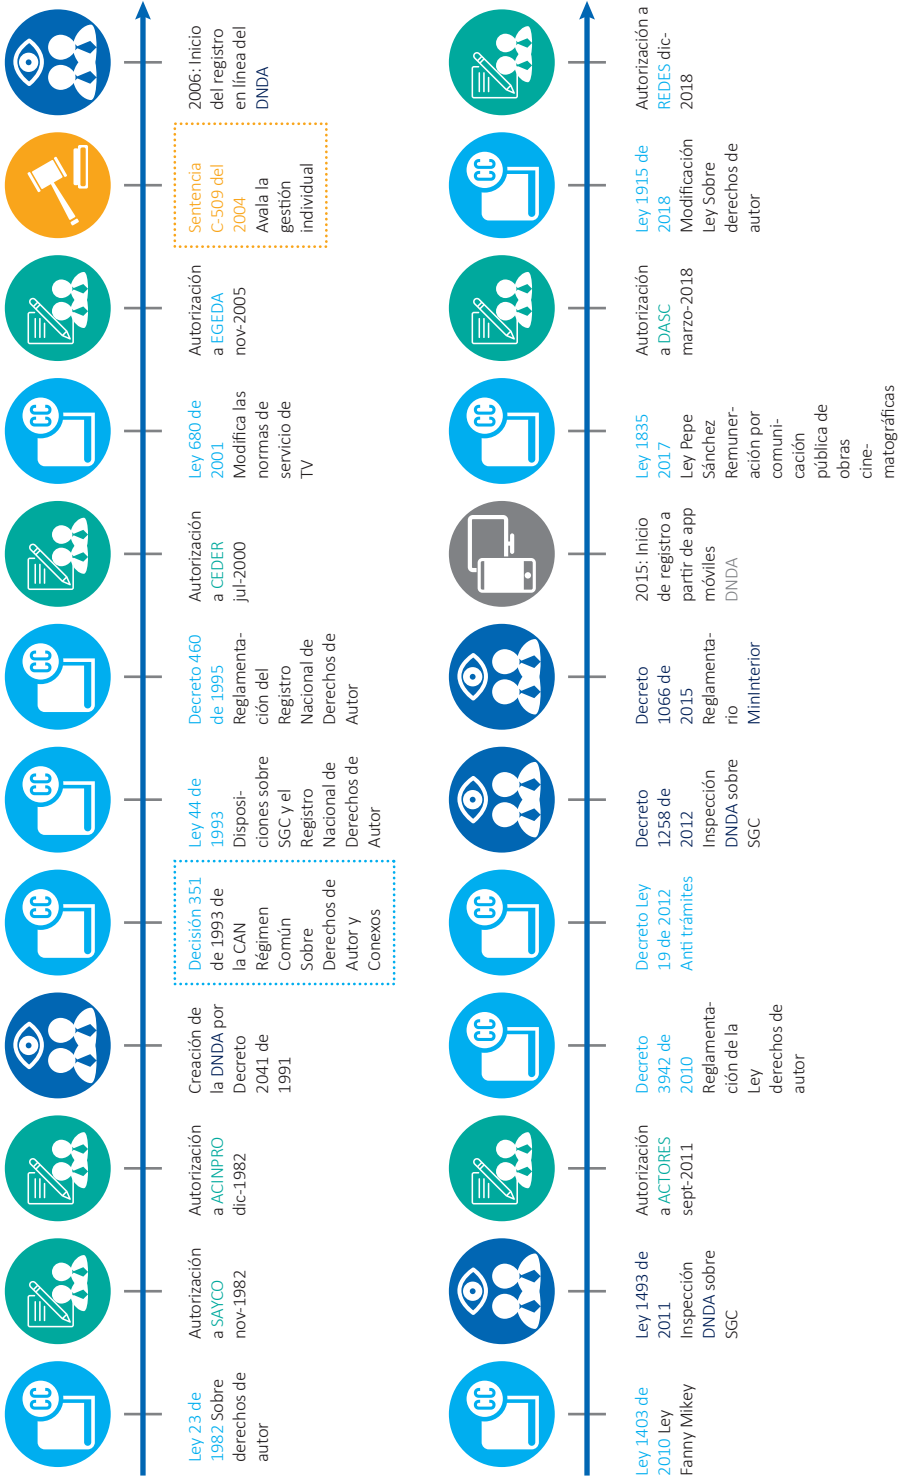 Ley 23 de
1982 Sobre
derechos de
autor
Autorización
a SAYCO
nov-1982
Autorización
a ACINPRO
dic-1982
Creación de
la DNDA por
Decreto
2041 de
1991
Decisión 351
de 1993 de
la CAN
Régimen
Común
Sobre
Derechos de
Autor y
Conexos
Ley 44 de
1993
Disposi-
ciones sobre
SGC y el
Registro
Nacional de
Derechos de
Autor
Decreto 460
de 1995
Reglamenta-
ción del
Registro
Nacional de
Derechos de
Autor
Autorización
a CEDER
jul-2000
Ley 680 de
2001
Modifica las
normas de
servicio de
TV
Autorización
a EGEDA
nov-2005
Sentencia
C-509 del
2004
Avala la
gestión
individual
2006: Inicio
del registro
en línea del
DNDA
Ley 1403 de
2010 Ley
Fanny Mikey
Ley 1493 de
2011
Inspección
DNDA sobre
SGC
Autorización
a ACTORES
sept-2011
Decreto
3942 de
2010
Reglamenta-
ción de la
Ley
derechos de
autor
Decreto Ley
19 de 2012
Anti trámites
Decreto
1258 de
2012
Inspección
DNDA sobre
SGC
Decreto
1066 de
2015
Reglamenta-
rio
MinInterior
2015: Inicio
de registro a
partir de app
móviles
DNDA
Ley 1835
2017
Ley Pepe
Sánchez
Remuner-
ación por
comuni-
cación
pública de
obras
cine-
matográficas
Autorización
a DASC
marzo-2018
Ley 1915 de
2018
Modificación
Ley Sobre
derechos de
autor
Autorización a
REDES dic-
2018
CC
CC
CC
CC
CC
CC
CC
CC
CC
CC